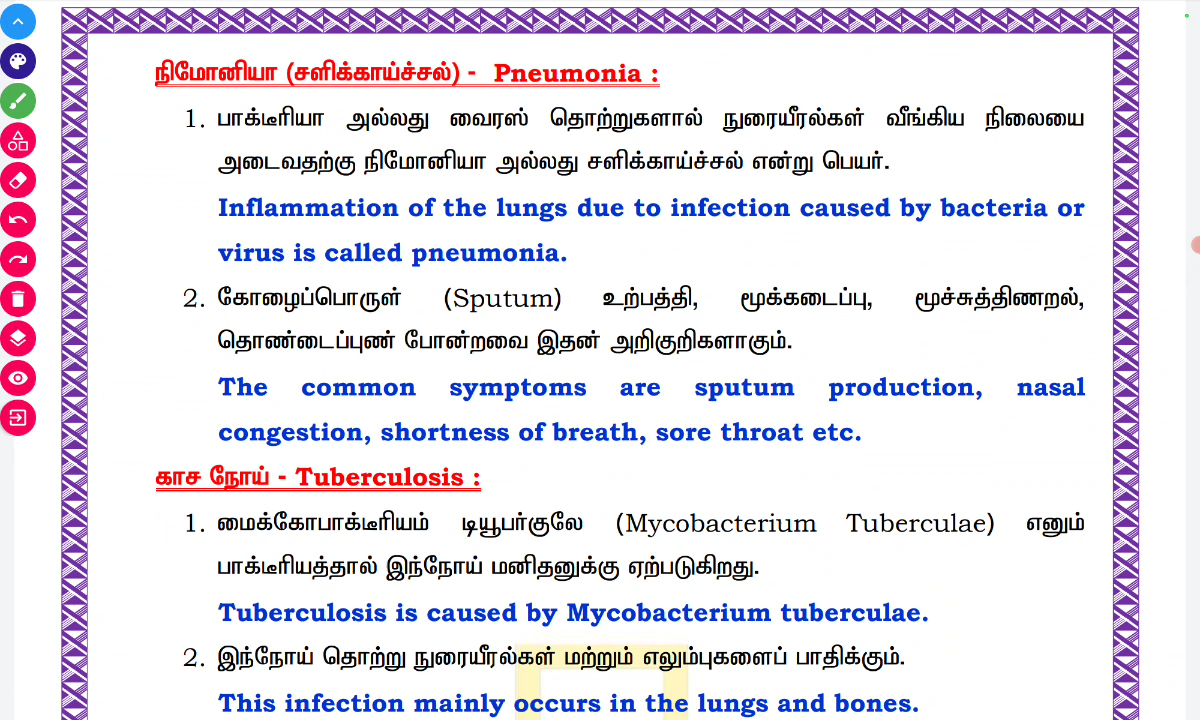 நிமோனியா (சளிக்காய்ச்சல்) - Pneumonia :
1. பாக்டீரியா அல்லது வைரஸ் தொற்றுகளால் நுரையீரல்கள் வீங்கிய நிலையை
அடைவதற்கு நிமோனியா அல்லது சளிக்காய்ச்சல் என்று பெயர்.
Inflammation of the lungs due to infection caused by bacteria or
virus is called pneumonia.
2. கோழைப்பொருள் (Sputum) உற்பத்தி, மூக்கடைப்பு, மூச்சுத்திணறல்,
தொண்டைப்புண் போன்றவை இதன் அறிகுறிகளாகும்.
The common symptoms are sputum production, nasal
congestion, shortness of breath, sore throat etc.
காச நோய் - Tuberculosis :
1. மைக்கோபாக்டீரியம் டியூபர்குலே (Mycobacterium Tuberculae) எனும்
பாக்டீரியத்தால் இந்நோய் மனிதனுக்கு ஏற்படுகிறது.
Tuberculosis is caused by Mycobacterium tuberculae.
2. இந்நோய் தொற்று நுரையீரல்கள் மற்றும் எலும்புகளைப் பாதிக்கும்.
This infection mainly occurs in the lungs and bones.